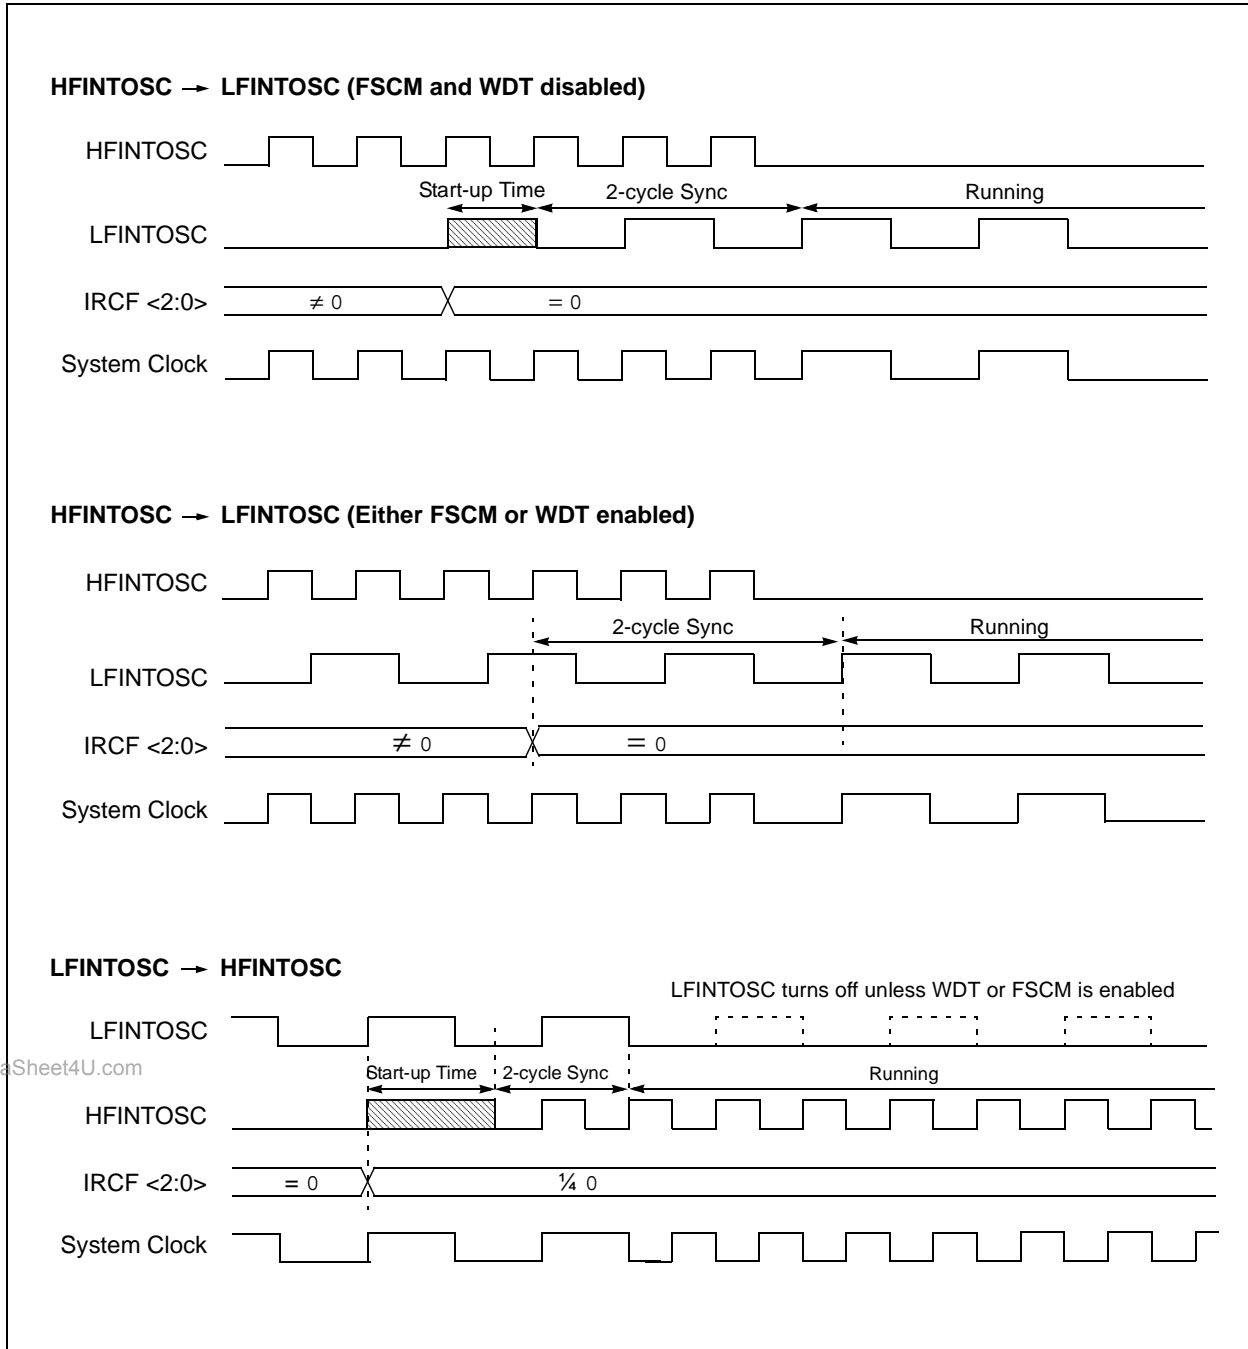 HFINTOSC → LFINTOSC (FSCM and WDT disabled)
HFINTOSC
Start-up Time 2-cycle Sync Running
LFINTOSC
IRCF <2:0> ≠ 0 = 0
System Clock
HFINTOSC → LFINTOSC (Either FSCM or WDT enabled)
HFINTOSC
2-cycle Sync Running
LFINTOSC
IRCF <2:0> ≠ 0 = 0
System Clock
LFINTOSC → HFINTOSC
LFINTOSC turns off unless WDT or FSCM is enabled
LFINTOSC
aSheet4U.com
Start-up Time 2-cycle Sync Running
HFINTOSC
IRCF <2:0> = 0 ¼ 0
System Clock